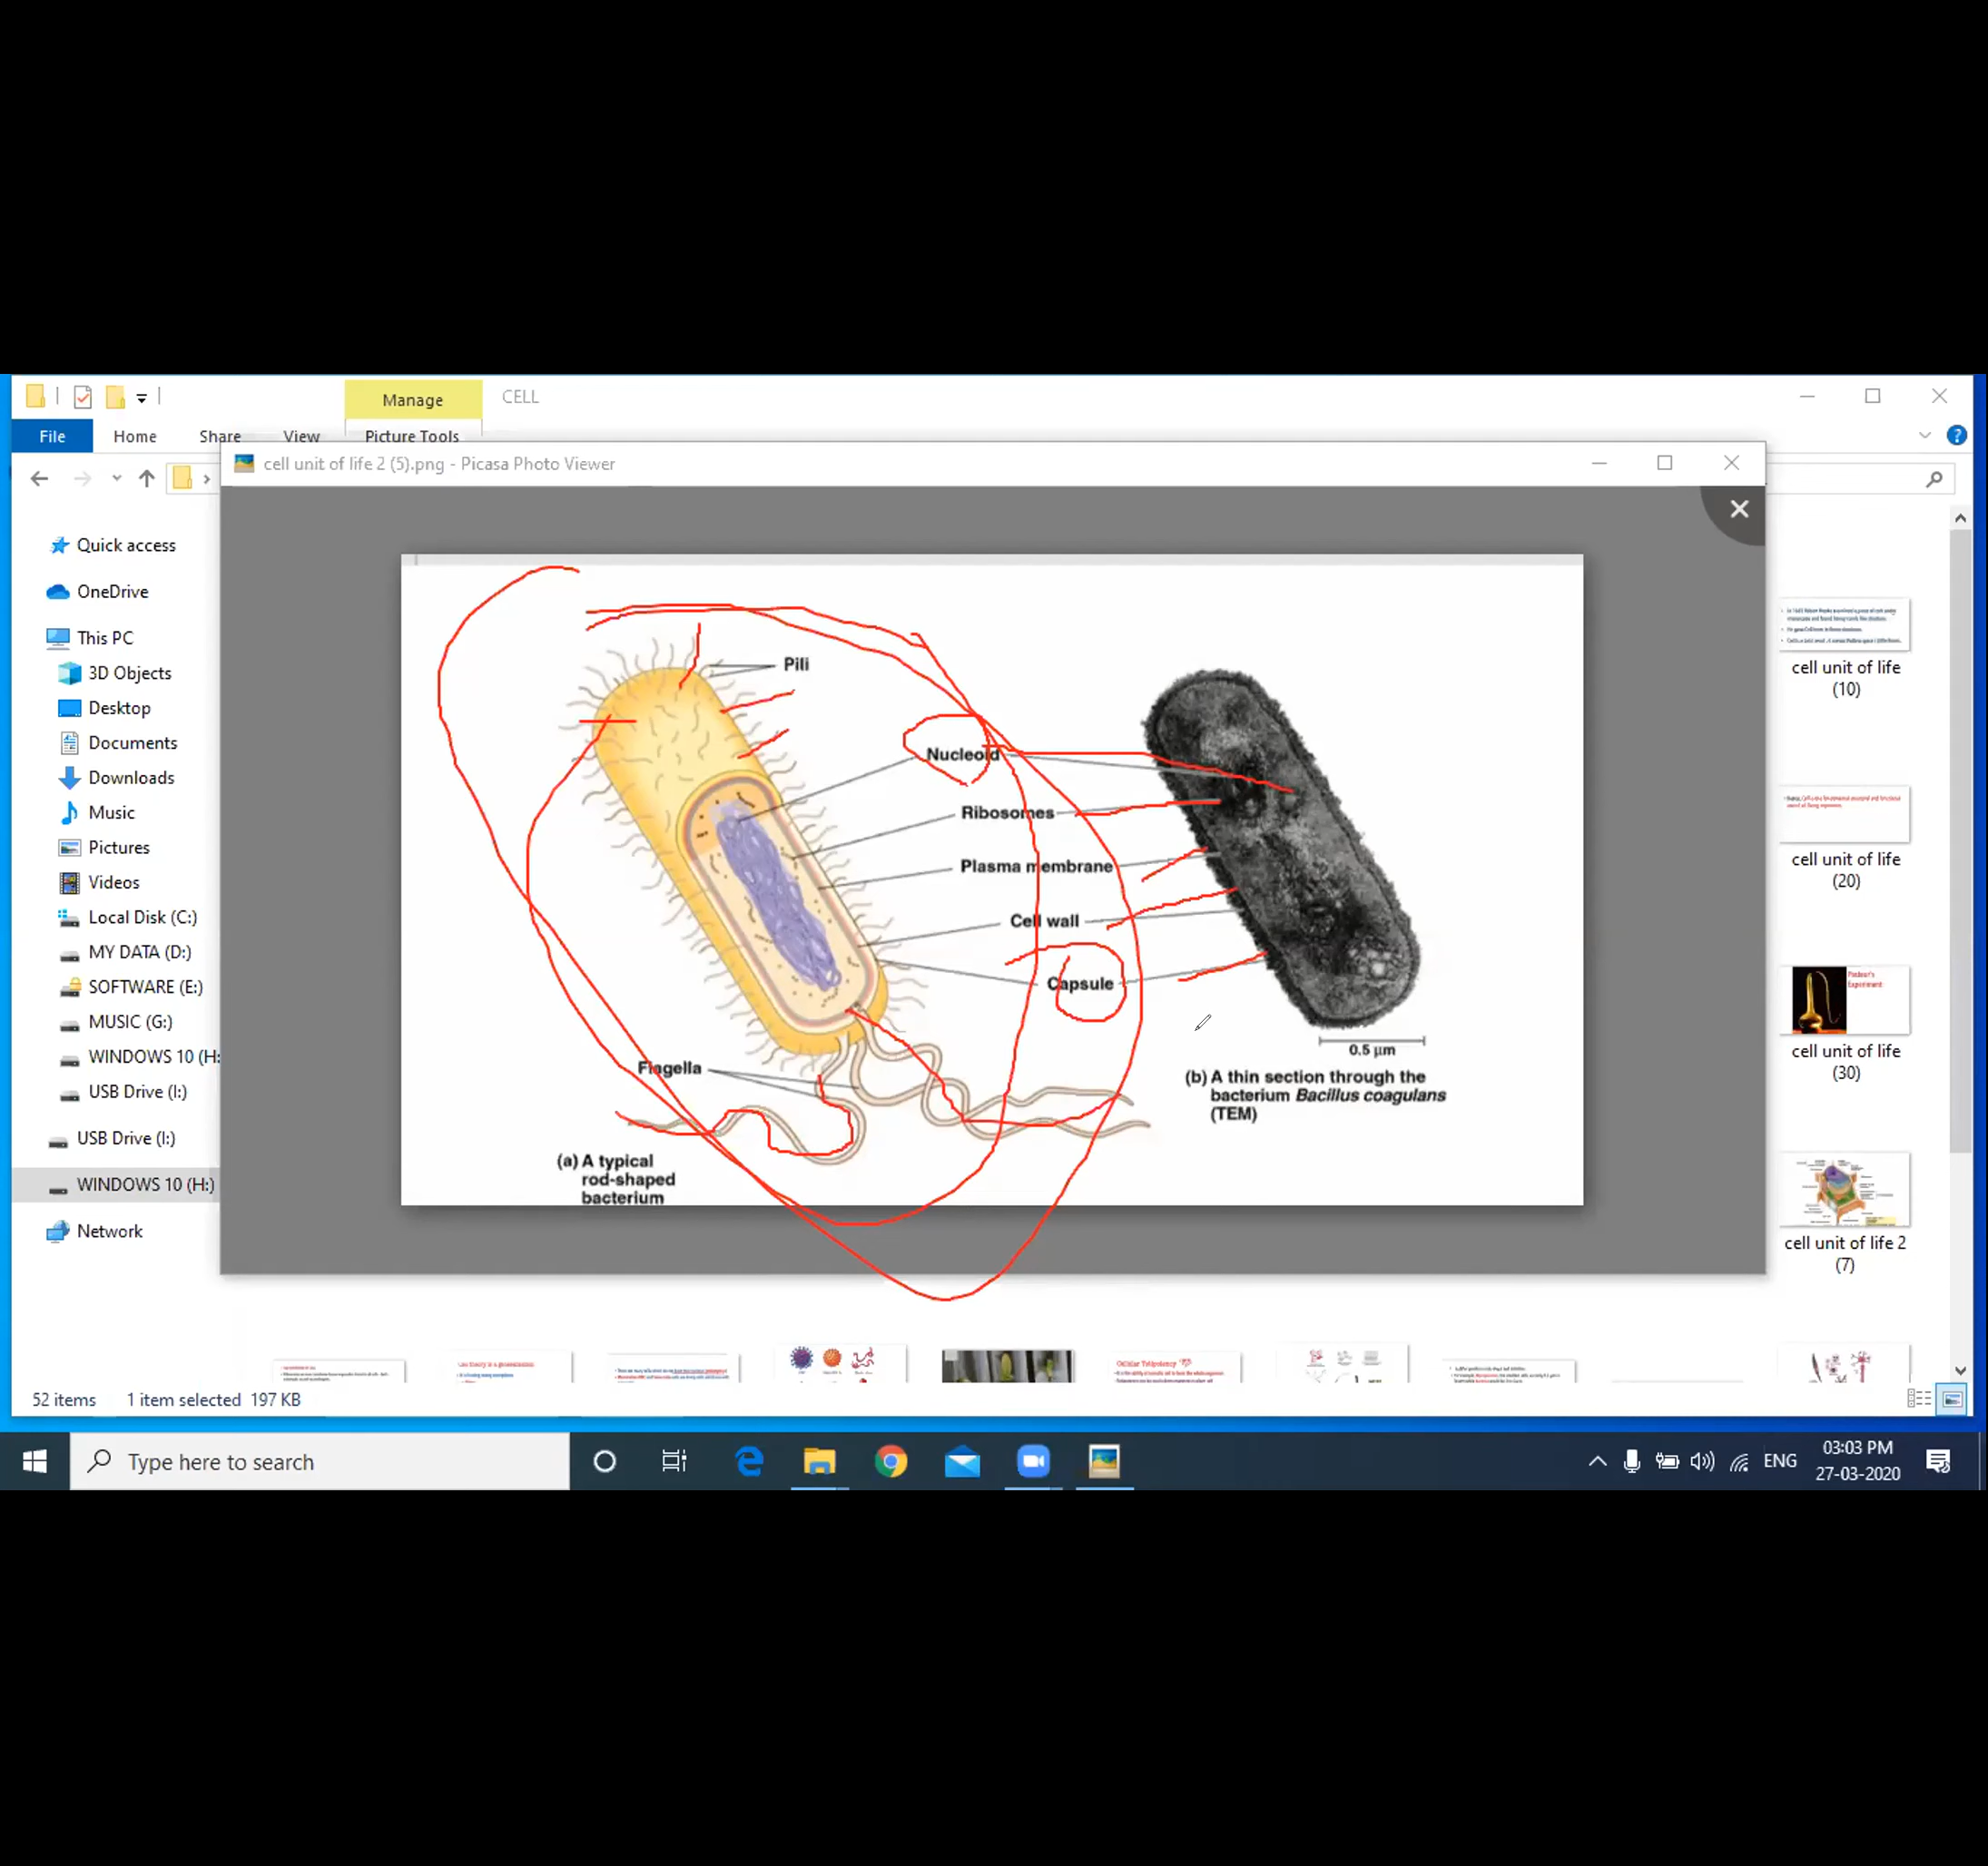 Manage
CELL
File
Home
Share
View
Picture Tools
cell unit of life 2 (5).png - Picasa Photo Viewer
Quick access
OneDrive
This PC
3D Objects
Desktop
Documents
Downloads
Music
Pictures
Videos
Local Disk (C:)
MY DATA (D:)
SOFTWARE (E:)
MUSIC (G:)
WINDOWS 10 (H:
USB Drive (I:)
USB Drive (I:)
WINDOWS 10 (H:)
Network
Pili
Nucleoid
Ribosomes
Plasma membrane
Cell wall
Capsule
Flagella
(a) A typical
rod-shaped
bacterium
0.5 µm
(b) A thin section through the
bacterium Bacillus coagulans
(TEM)
cell unit of life
(10)
cell unit of life
(20)
Pasteur's
Experiment
cell unit of life
(30)
cell unit of life 2
(7)
Cellular Totipotency
52 items
1 item selected 197 KB
Type here to search
ENG
03:03 PM
27-03-2020